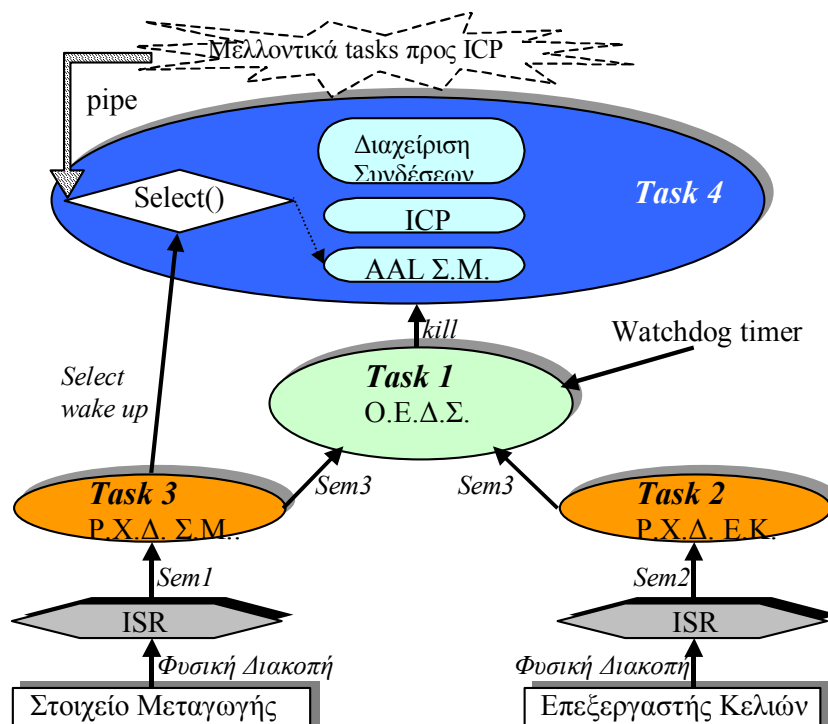 Μελλοντικά tasks προς ICP
pipe
Διαχείριση
Συνδέσεων
Select()
Task 4
ICP
AAL Σ.Μ.
kill
Watchdog timer
Select
wake up
Task 1
Ο.Ε.Δ.Σ.
Sem3
Sem3
Task 3
Ρ.Χ.Δ. Σ.Μ..
Task 2
Ρ.Χ.Δ. Ε.Κ.
Sem1
Sem2
ISR
ISR
Φυσική Διακοπή
Φυσική Διακοπή
Στοιχείο Μεταγωγής
Επεξεργαστής Κελιών